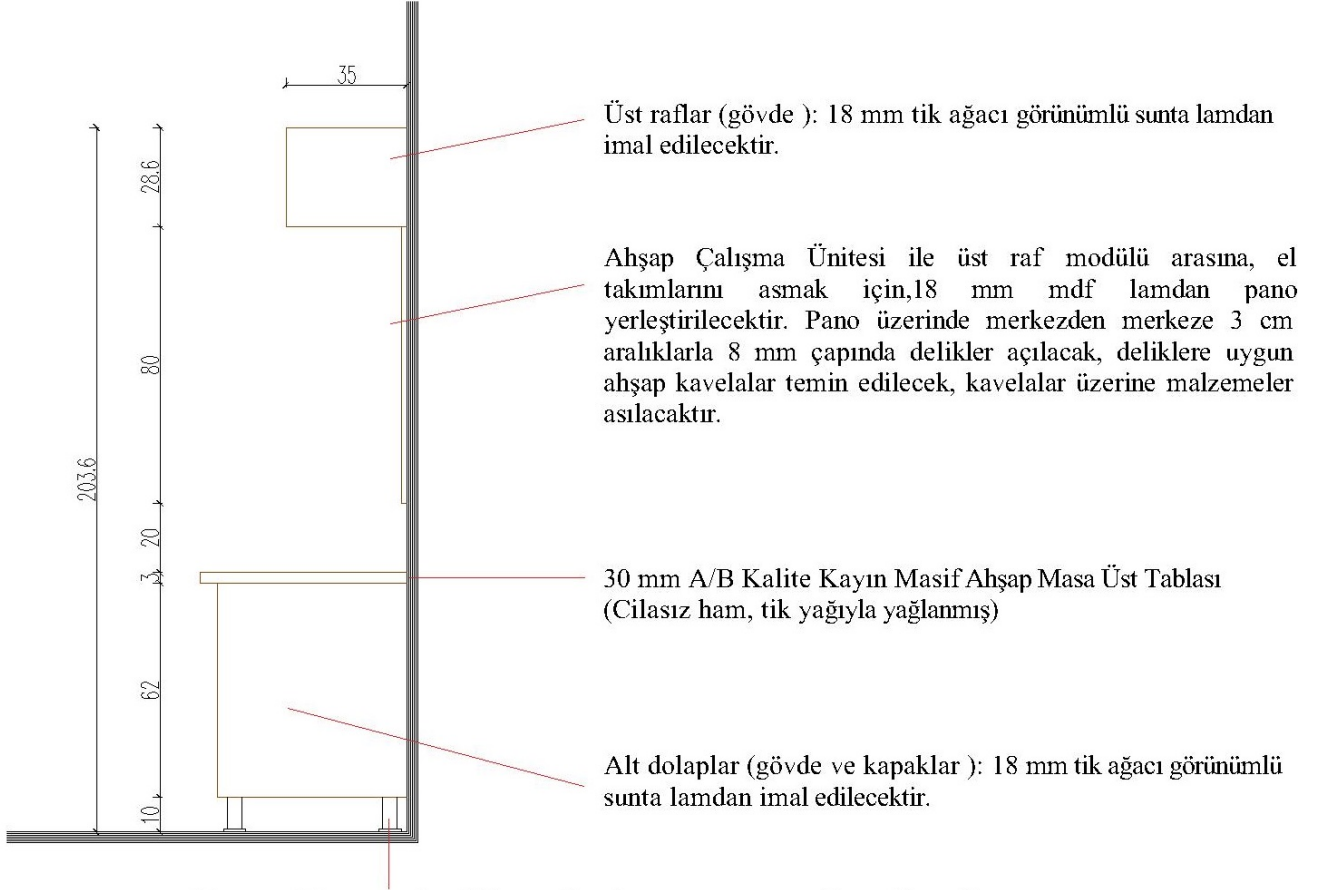 35
Üst raflar (gövde ): 18 mm tik ağacı görünümlü sunta lamdan
imal edilecektir.
28.6
Ahşap Çalışma Ünitesi ile üst raf modülü arasına, el
takımlarını asmak için,18 mm mdf lamdan pano
yerleştirilecektir. Pano üzerinde merkezden merkeze 3 cm
aralıklarla 8 mm çapında delikler açılacak, deliklere uygun
ahşap kavelalar temin edilecek, kavelalar üzerine malzemeler
asılacaktır.
80
203.6
20
3
30 mm A/B Kalite Kayın Masif Ahşap Masa Üst Tablası
(Cilasız ham, tik yağıyla yağlanmış)
62
Alt dolaplar (gövde ve kapaklar ): 18 mm tik ağacı görünümlü
sunta lamdan imal edilecektir.
10